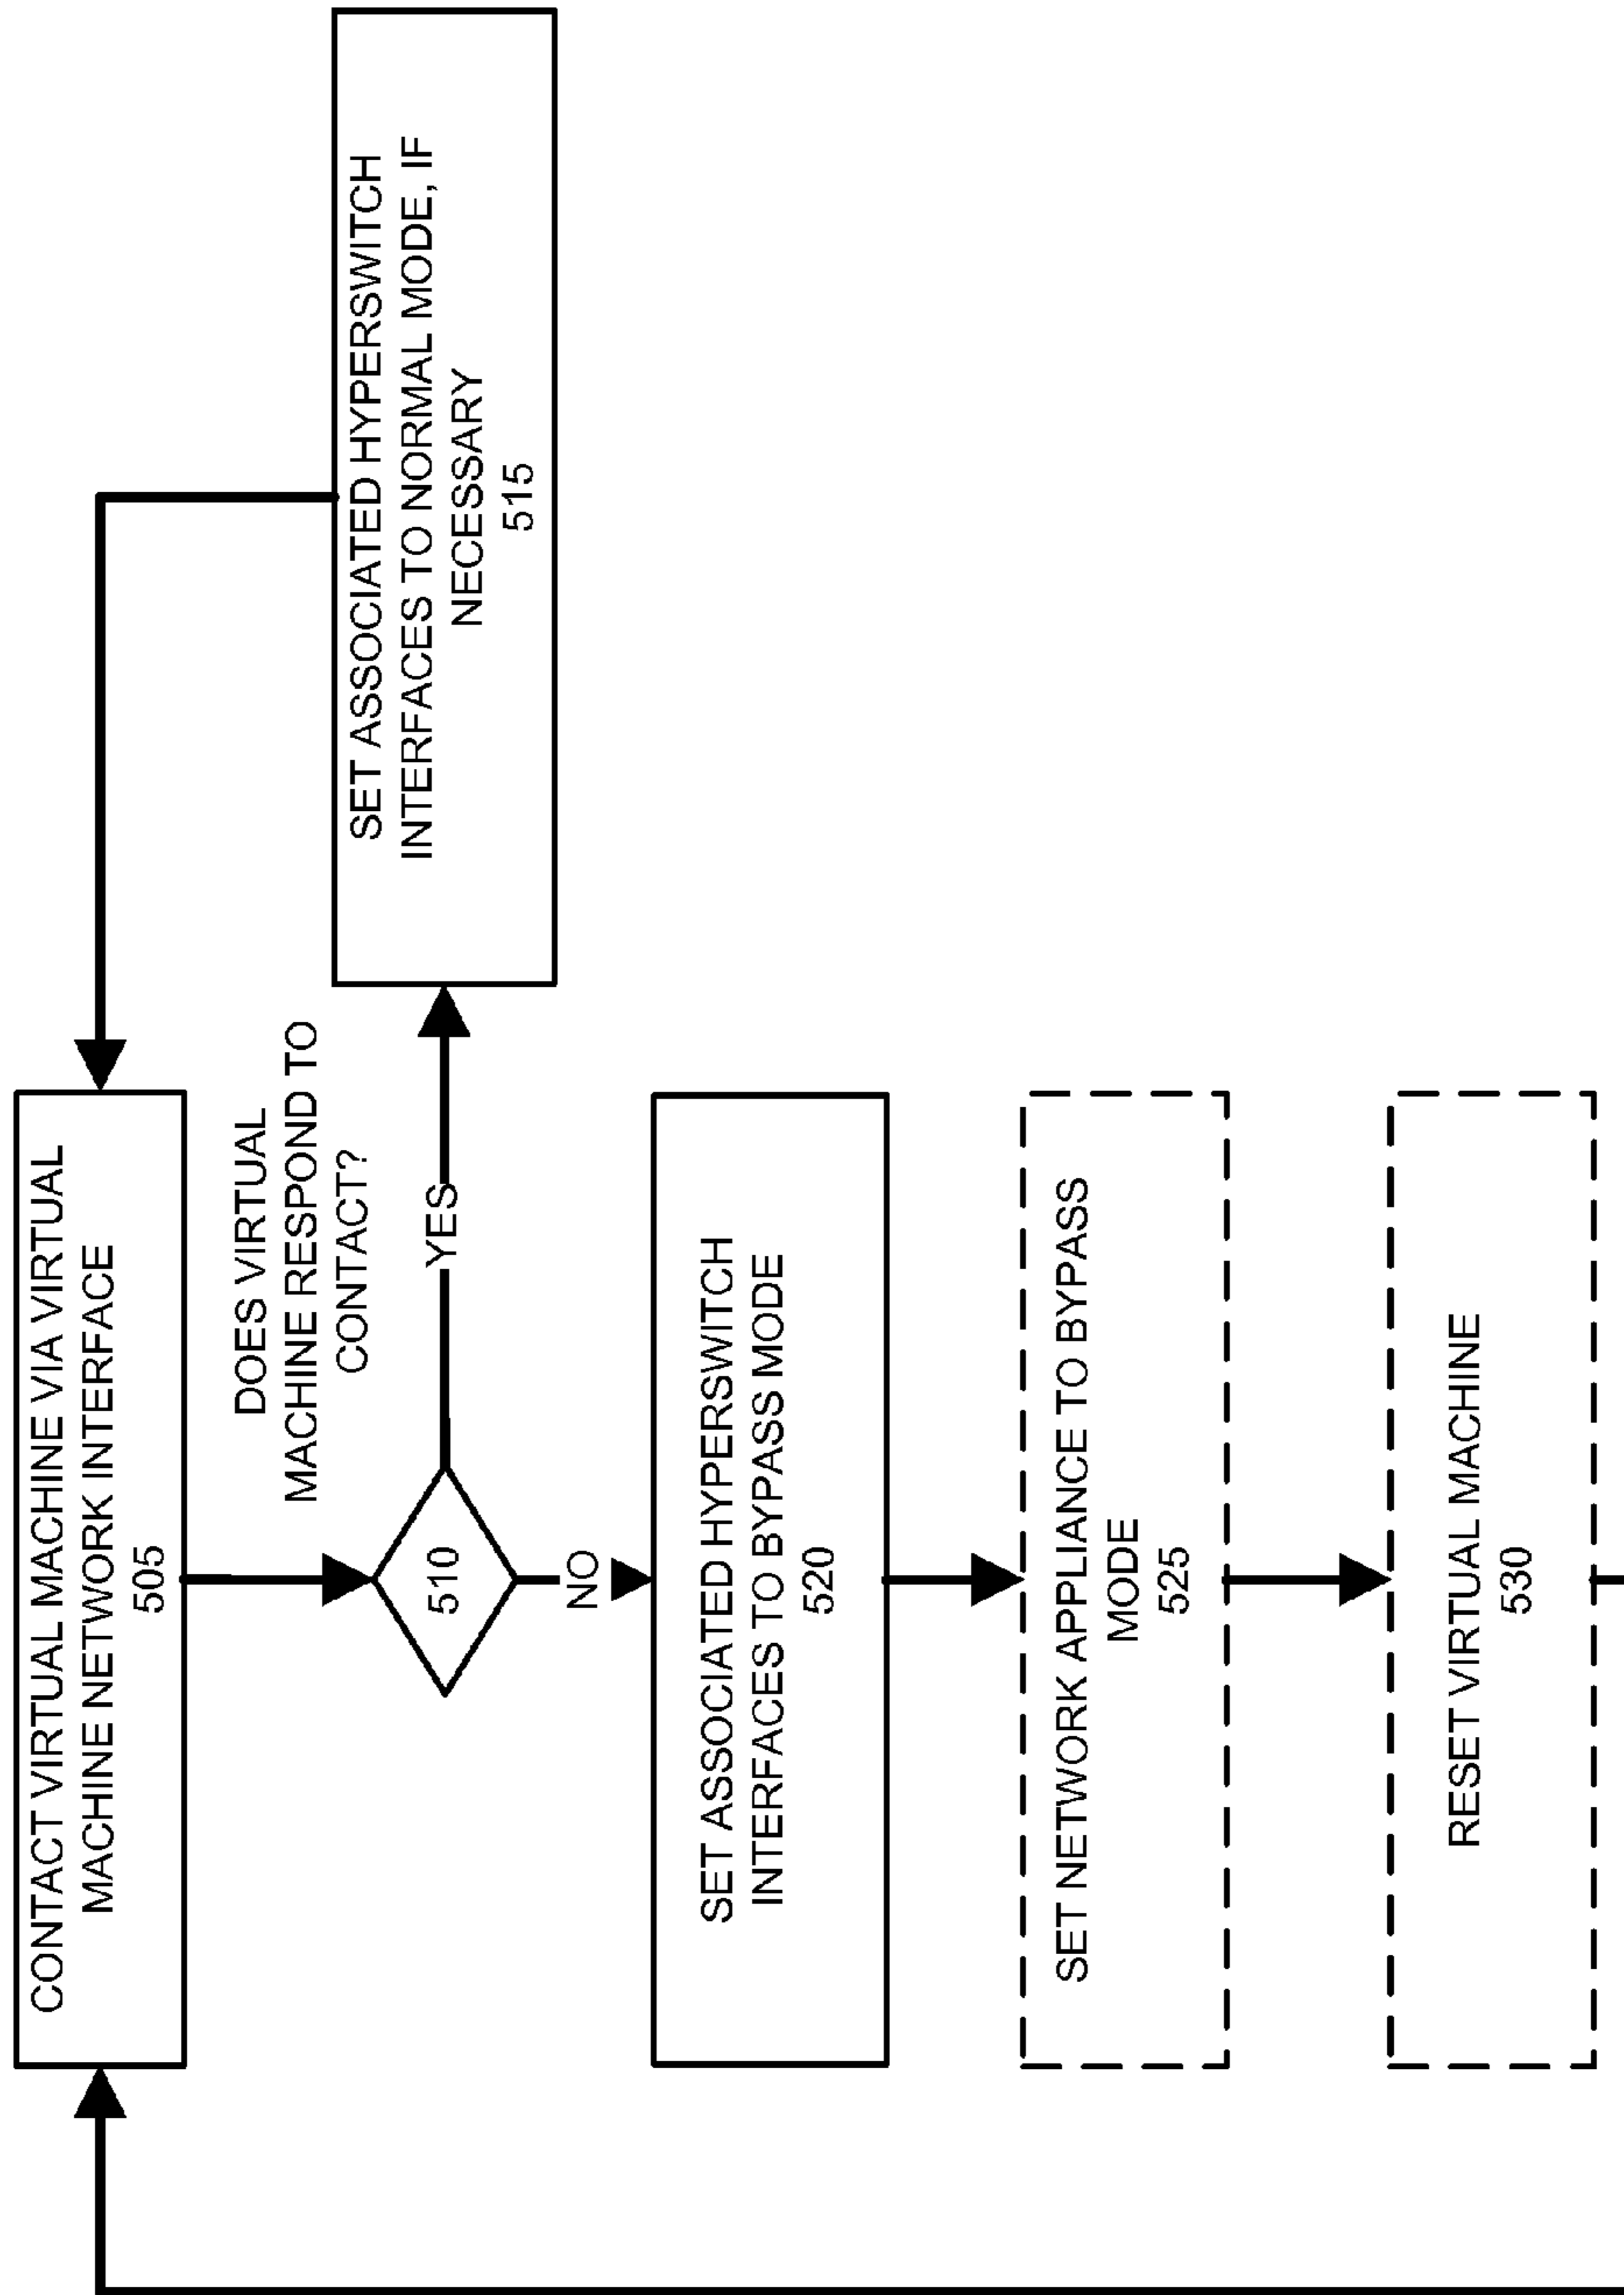 CONTACT VIRTUAL MACHINE VIA VIRTUAL
MACHINE NETWORK INTERFACE
505
DOES VIRTUAL
MACHINE RESPOND TO
CONTACT?
510
YES
SET ASSOCIATED HYPERSWITCH
INTERFACES TO NORMAL MODE, IF
NECESSARY
515
NO
SET ASSOCIATED HYPERSWITCH
INTERFACES TO BYPASS MODE
520
SET NETWORK APPLIANCE TO BYPASS
MODE
525
RESET VIRTUAL MACHINE
530